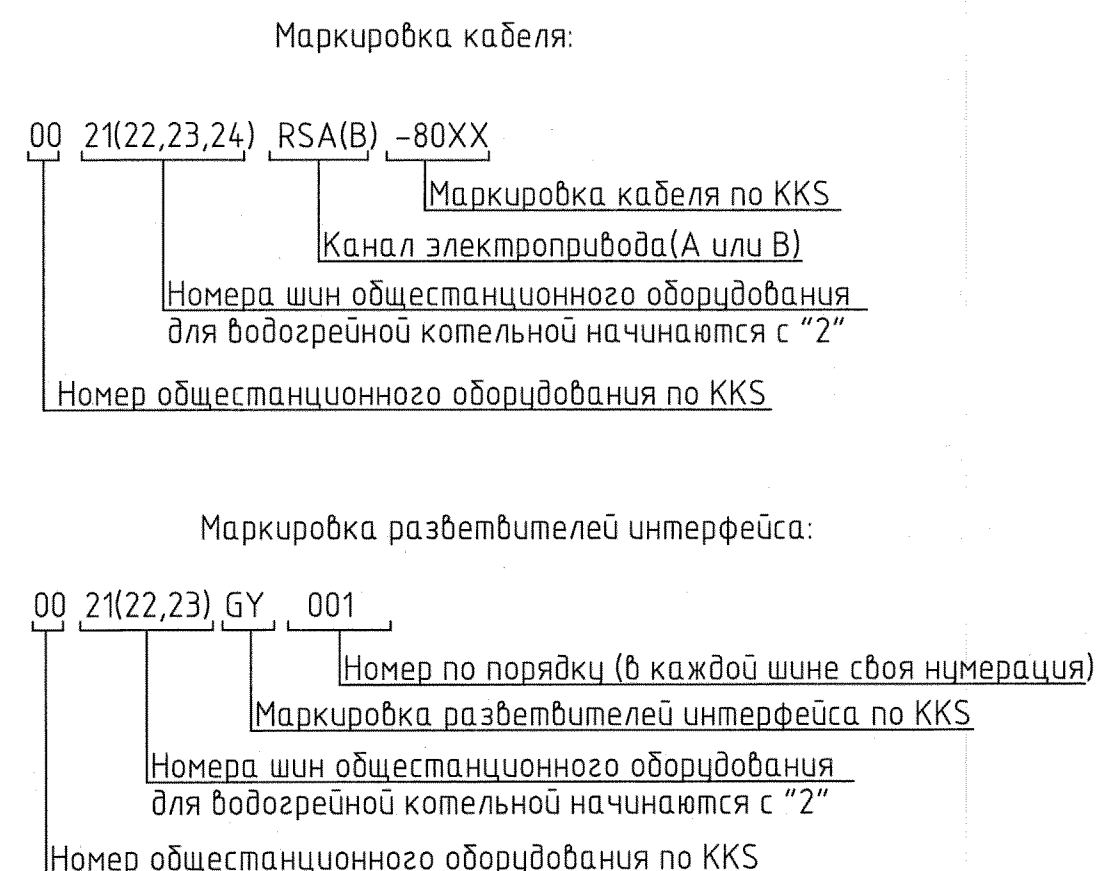 Маркировка кабеля:
00 21(22,23,24) RSA(B) -80XX
Маркировка кабеля по KKS
Канал электропривода(А или В)
Номера шин общестанционного оборудования
для водогрейной котельной начинаются с "2"
Номер общестанционного оборудования по KKS
Маркировка разветвителей интерфейса:
00 21(22,23) GY 001
Номер по порядку (в каждой шине своя нумерация)
Маркировка разветвителей интерфейса по KKS
Номера шин общестанционного оборудования
для водогрейной котельной начинаются с "2"
Номер общестанционного оборудования по KKS